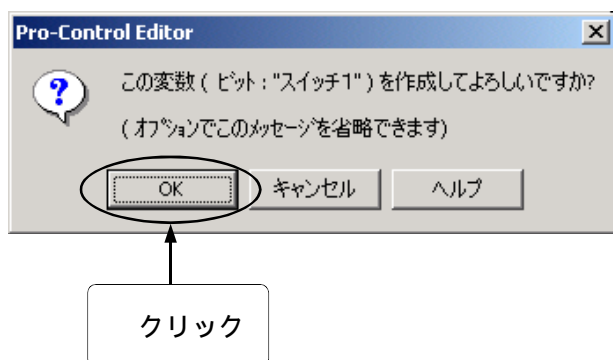 Pro-Control Editor
この変数 ( ﾋﾞｯﾄ : "スイッチ1" ) を作成してよろしいですか?
( ｵﾌﾟｼｮﾝでこのﾒｯｾｰｼﾞを省略できます)
OK キャンセル ヘルプ
クリック